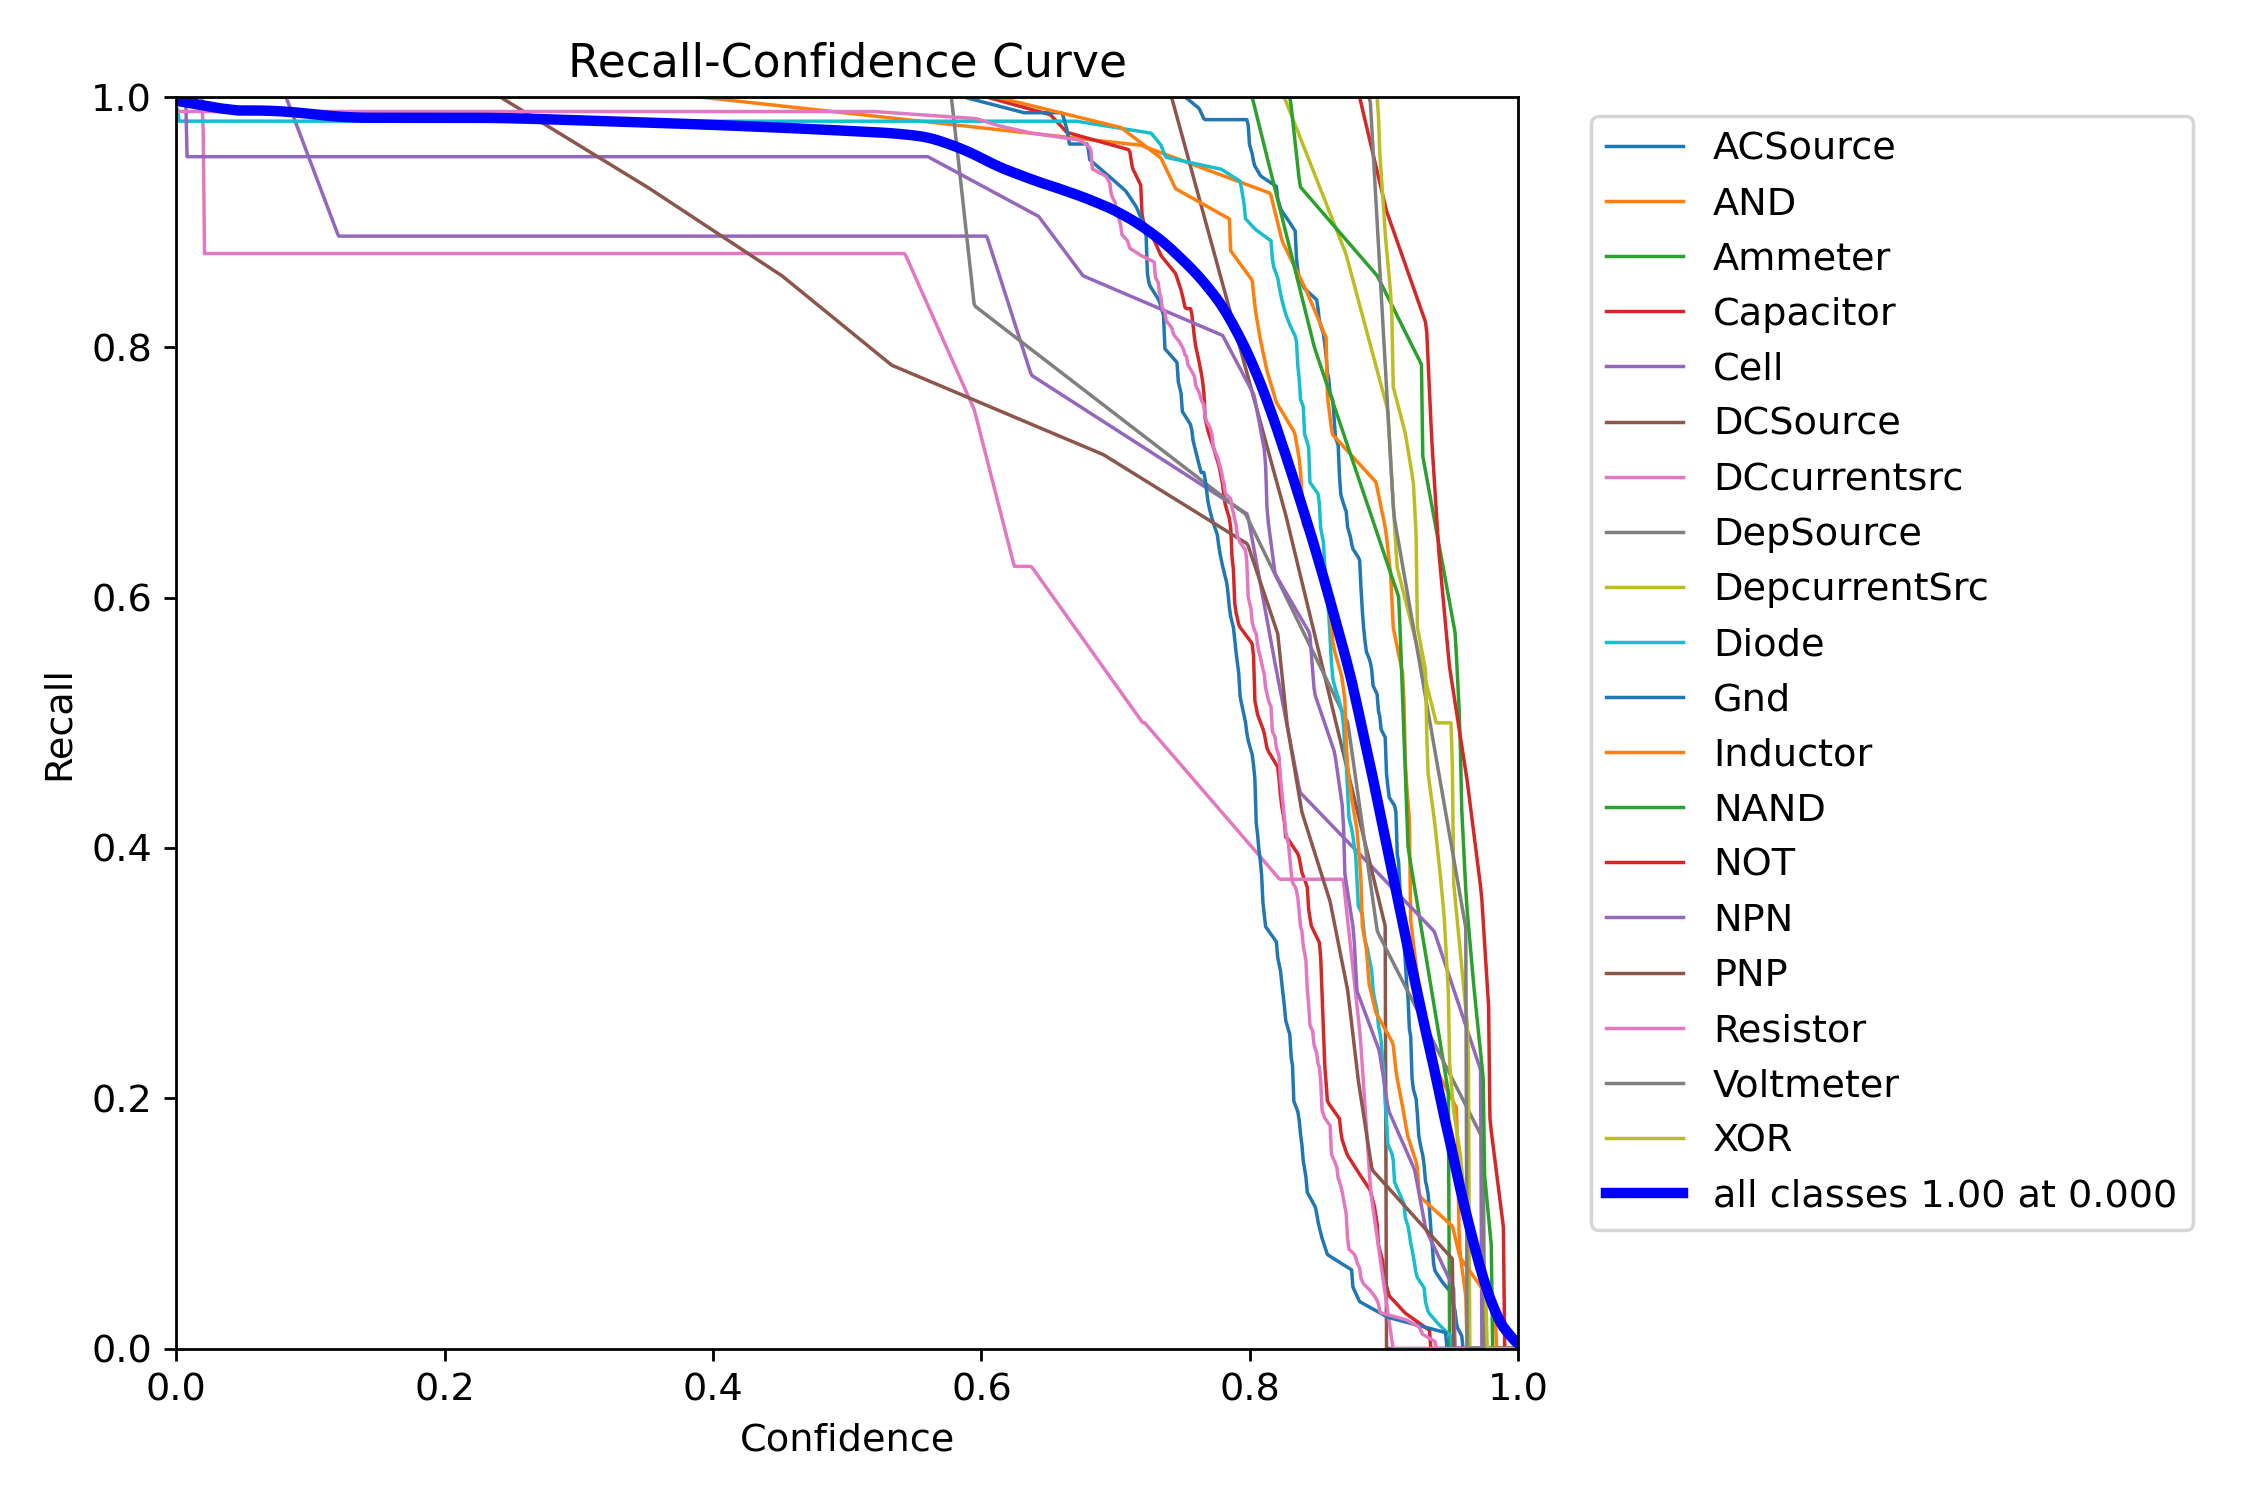 Recall-Confidence Curve
1.0
0.8
0.6
0.4
0.2
0.0
Recall
0.0 0.2 0.4 0.6 0.8 1.0
Confidence
ACSource
AND
Ammeter
Capacitor
Cell
DCSource
DCcurrentsrc
DepSource
DepcurrentSrc
Diode
Gnd
Inductor
NAND
NOT
NPN
PNP
Resistor
Voltmeter
XOR
all classes 1.00 at 0.000